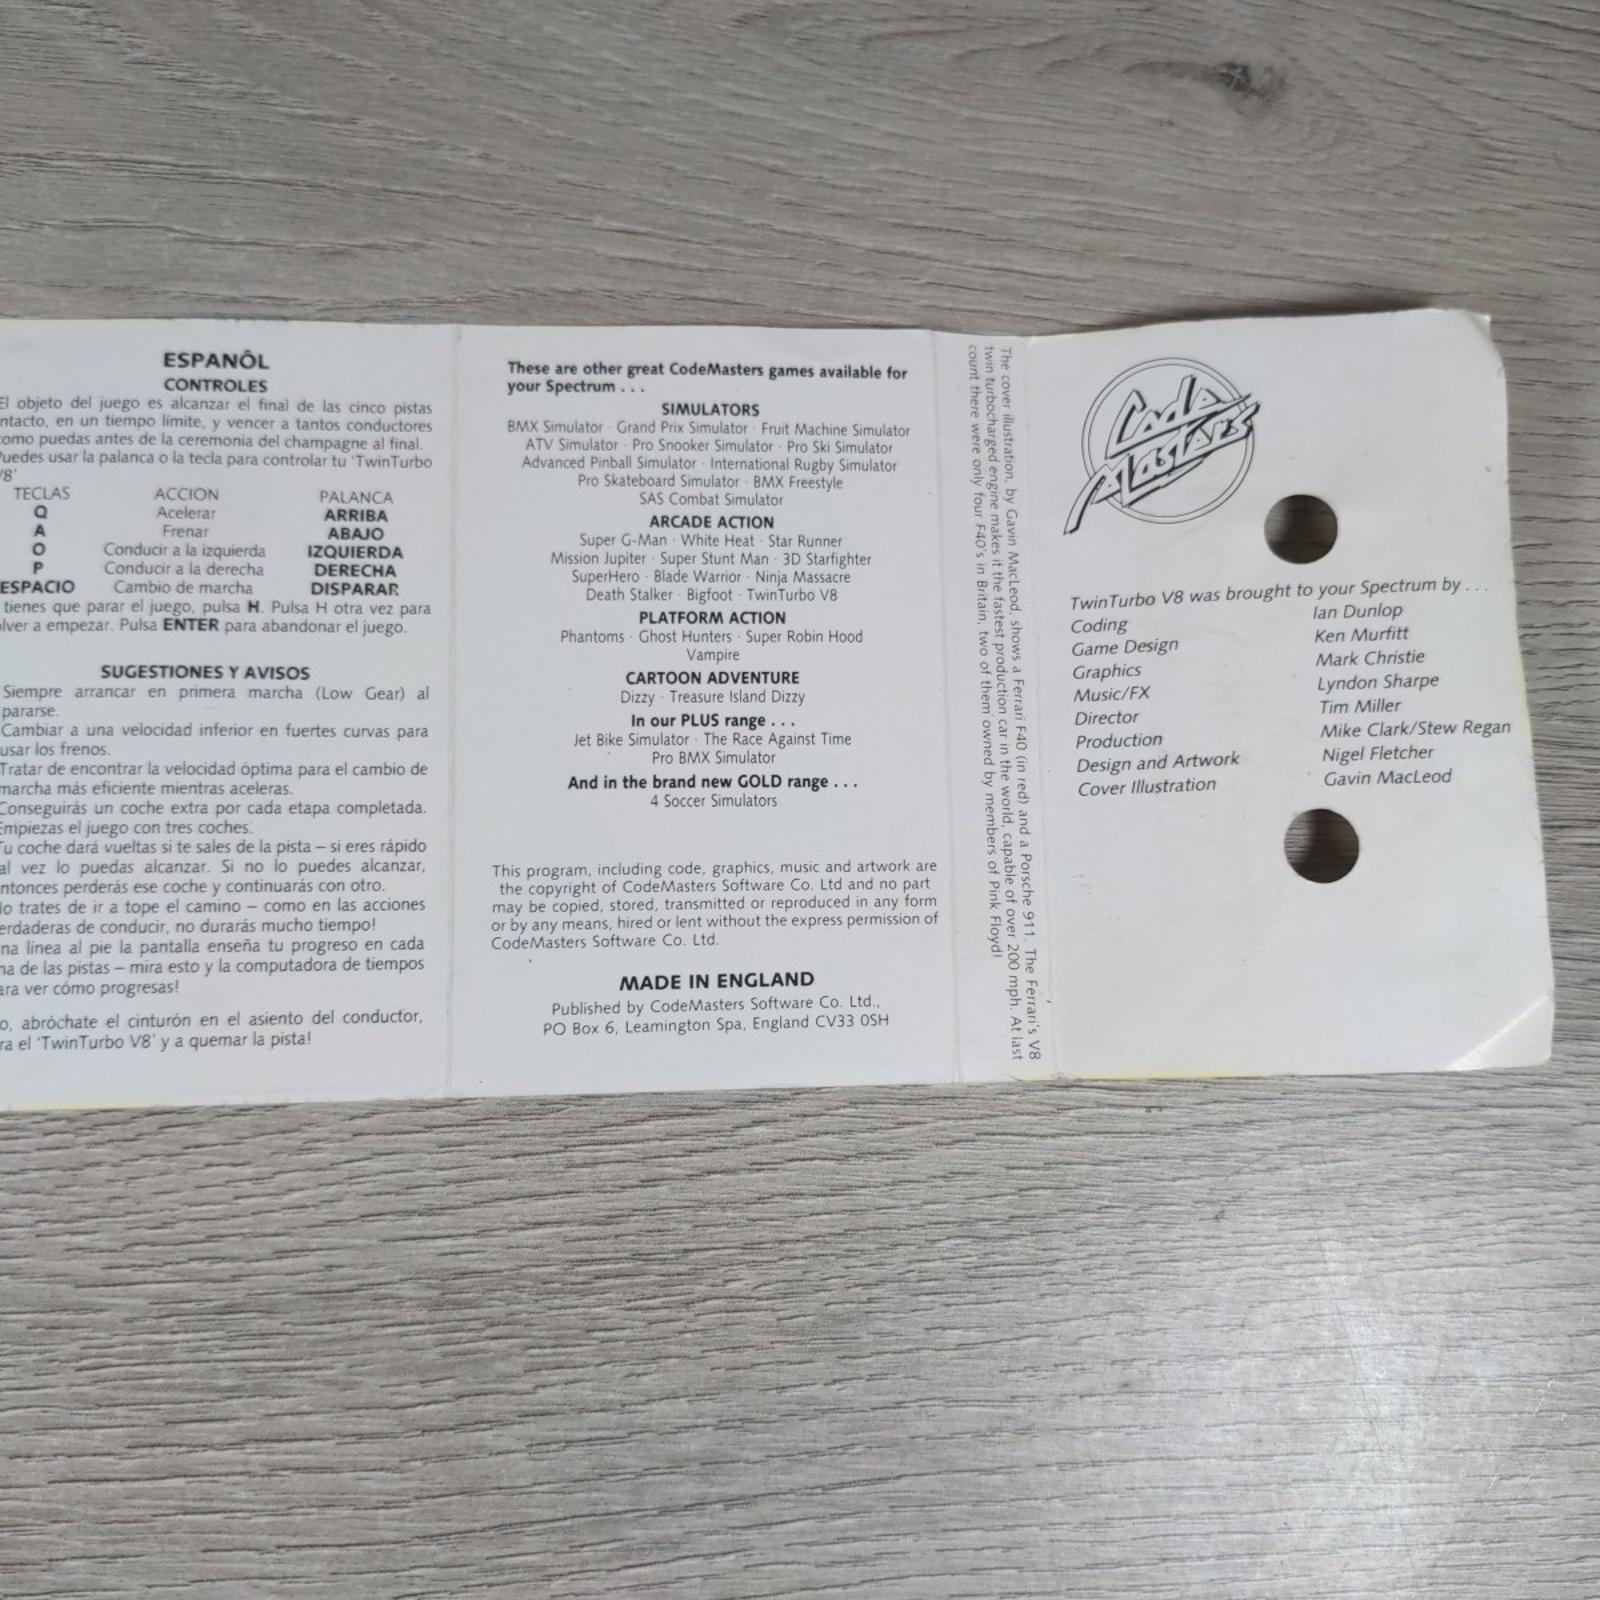 ESPANÔL
CONTROLES
El objeto del juego es alcanzar el final de las cinco pistas
ntacto, en un tiempo límite, y vencer a tantos conductores
como puedas antes de la ceremonia del champagne al final.
Puedes usar la palanca o la tecla para controlar tu 'TwinTurbo
V8'
TECLAS ACCION PALANCA
Q Acelerar ARRIBA
A Frenar ABAJO
O Conducir a la izquierda IZQUIERDA
P Conducir a la derecha DERECHA
ESPACIO Cambio de marcha DISPARAR
tienes que parar el juego, pulsa H. Pulsa H otra vez para
olver a empezar. Pulsa ENTER para abandonar el juego.
SUGESTIONES Y AVISOS
Siempre arrancar en primera marcha (Low Gear) al
pararse.
Cambiar a una velocidad inferior en fuertes curvas para
usar los frenos.
Tratar de encontrar la velocidad óptima para el cambio de
marcha más eficiente mientras aceleras.
Conseguirás un coche extra por cada etapa completada.
Empiezas el juego con tres coches.
Tu coche dará vueltas si te sales de la pista – si eres rápido
al vez lo puedas alcanzar. Si no lo puedes alcanzar,
ntonces perderás ese coche y continuarás con otro.
lo trates de ir a tope el camino – como en las acciones
erdaderas de conducir, no durarás mucho tiempo!
na linea al pie la pantalla enseña tu progreso en cada
na de las pistas – mira esto y la computadora de tiempos
ara ver cómo progresas!
o, abróchate el cinturón en el asiento del conductor,
ra el 'TwinTurbo V8' y a quemar la pista!
These are other great CodeMasters games available for
your Spectrum . . .
SIMULATORS
BMX Simulator · Grand Prix Simulator · Fruit Machine Simulator
ATV Simulator · Pro Snooker Simulator · Pro Ski Simulator
Advanced Pinball Simulator · International Rugby Simulator
Pro Skateboard Simulator · BMX Freestyle
SAS Combat Simulator
ARCADE ACTION
Super G-Man · White Heat · Star Runner
Mission Jupiter · Super Stunt Man · 3D Starfighter
SuperHero · Blade Warrior · Ninja Massacre
Death Stalker · Bigfoot · TwinTurbo V8
PLATFORM ACTION
Phantoms · Ghost Hunters · Super Robin Hood
Vampire
CARTOON ADVENTURE
Dizzy · Treasure Island Dizzy
In our PLUS range . . .
Jet Bike Simulator · The Race Against Time
Pro BMX Simulator
And in the brand new GOLD range . . .
4 Soccer Simulators
This program, including code, graphics, music and artwork are
the copyright of CodeMasters Software Co. Ltd and no part
may be copied, stored, transmitted or reproduced in any form
or by any means, hired or lent without the express permission of
CodeMasters Software Co. Ltd.
MADE IN ENGLAND
Published by CodeMasters Software Co. Ltd.,
PO Box 6, Leamington Spa, England CV33 0SH
The cover illustration, by Gavin MacLeod, shows a Ferrari F40 (in red) and a Porsche 911. The Ferrari's V8
twin turbocharged engine makes it the fastest production car in the world, capable of over 200 mph. At last
count there were only four F40's in Britain, two of them owned by members of Pink Floyd!
Code
Masters
TwinTurbo V8 was brought to your Spectrum by . . .
Coding Ian Dunlop
Game Design Ken Murfitt
Graphics Mark Christie
Music/FX Lyndon Sharpe
Director Tim Miller
Production Mike Clark/Stew Regan
Design and Artwork Nigel Fletcher
Cover Illustration Gavin MacLeod